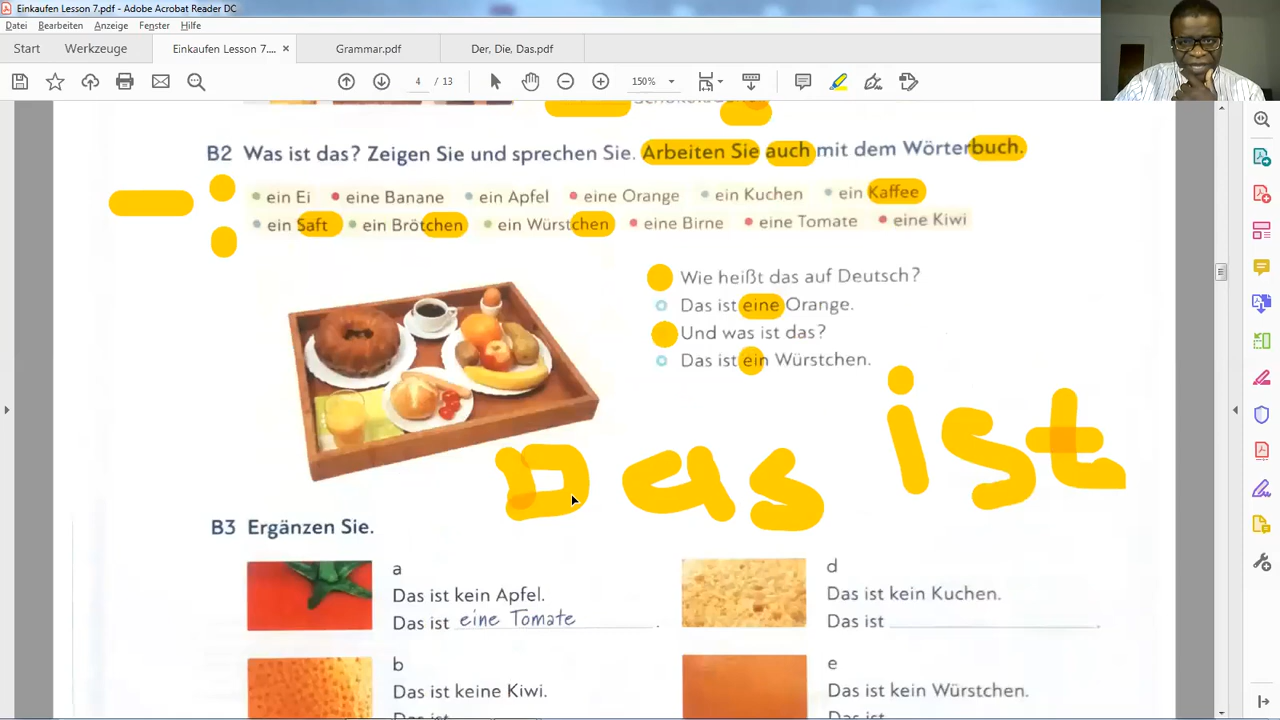 Einkaufen Lesson 7.pdf - Adobe Acrobat Reader DC
Datei Bearbeiten Anzeige Fenster Hilfe
Start Werkzeuge Einkaufen Lesson 7.... × Grammar.pdf Der, Die, Das.pdf
4 / 13 150%
B2 Was ist das? Zeigen Sie und sprechen Sie. Arbeiten Sie auch mit dem Wörterbuch.
• ein Ei • eine Banane • ein Apfel • eine Orange • ein Kuchen • ein Kaffee
• ein Saft • ein Brötchen • ein Würstchen • eine Birne • eine Tomate • eine Kiwi
Wie heißt das auf Deutsch?
Das ist eine Orange.
Und was ist das?
Das ist ein Würstchen.
Das ist
B3 Ergänzen Sie.
a
Das ist kein Apfel.
Das ist eine Tomate.
d
Das ist kein Kuchen.
Das ist ____.
b
Das ist keine Kiwi.
e
Das ist kein Würstchen.
Das ist